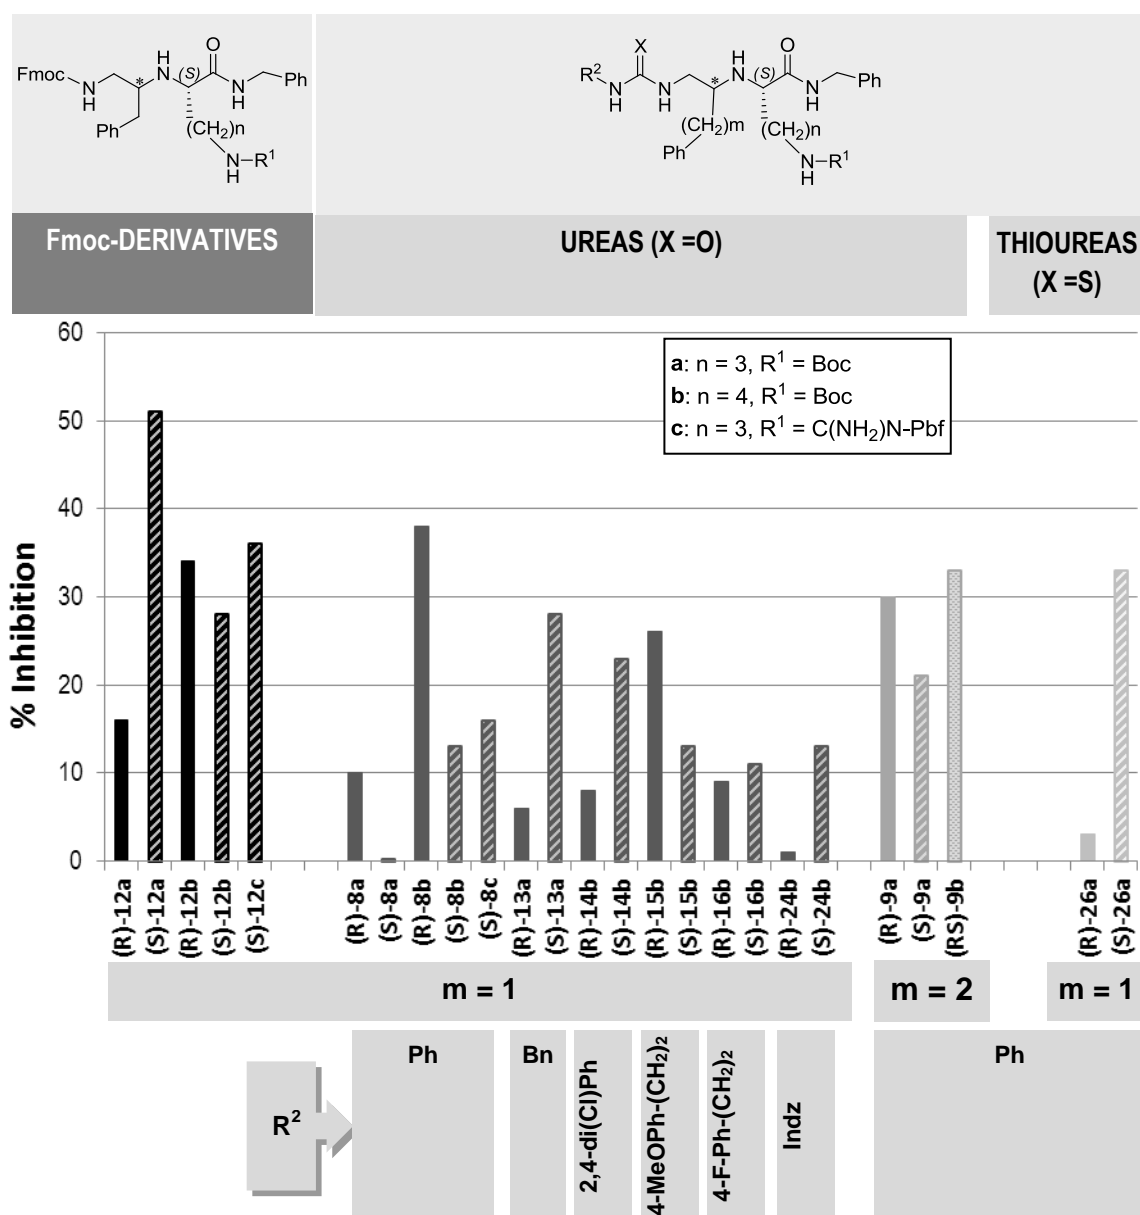 Fmoc
N
H
*
H
N
(S)
O
N
H
Ph
Ph
(CH2)n
N–R1
H
X
R2
N
H
N
H
*
H
N
(S)
O
N
H
Ph
(CH2)m
Ph
(CH2)n
N–R1
H
Fmoc-DERIVATIVES
UREAS (X =O)
THIOUREAS
(X =S)
a: n = 3, R1 = Boc
b: n = 4, R1 = Boc
c: n = 3, R1 = C(NH2)N-Pbf
% Inhibition
60
50
40
30
20
10
0
(R)-12a
(S)-12a
(R)-12b
(S)-12b
(S)-12c
(R)-8a
(S)-8a
(R)-8b
(S)-8b
(S)-8c
(R)-13a
(S)-13a
(R)-14b
(S)-14b
(R)-15b
(S)-15b
(R)-16b
(S)-16b
(R)-24b
(S)-24b
(R)-9a
(S)-9a
(RS)-9b
(R)-26a
(S)-26a
m = 1
m = 2
m = 1
R2
Ph
Bn
2,4-di(Cl)Ph
4-MeOPh-(CH2)2
4-F-Ph-(CH2)2
Indz
Ph